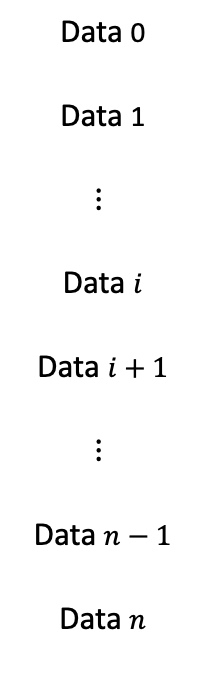 Data 0
Data 1
⋮
Data i
Data i + 1
⋮
Data n − 1
Data n